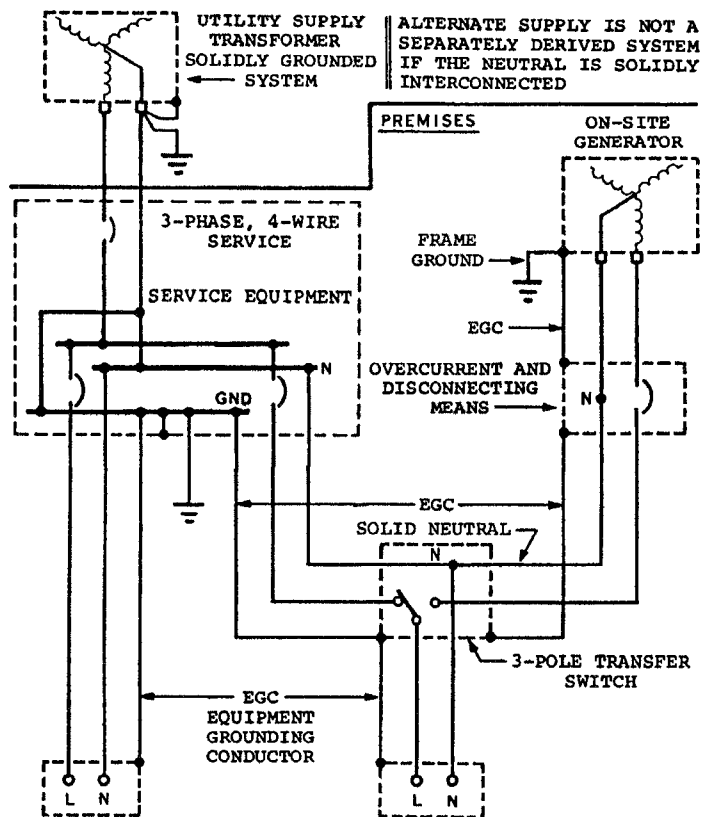 UTILITY SUPPLY
TRANSFORMER
SOLIDLY GROUNDED
SYSTEM
ALTERNATE SUPPLY IS NOT A
SEPARATELY DERIVED SYSTEM
IF THE NEUTRAL IS SOLIDLY
INTERCONNECTED
PREMISES
ON-SITE
GENERATOR
3-PHASE, 4-WIRE
SERVICE
FRAME
GROUND
SERVICE EQUIPMENT
EGC
N
OVERCURRENT AND
DISCONNECTING
MEANS
N
GND
EGC
SOLID NEUTRAL
N
3-POLE TRANSFER
SWITCH
EGC
EQUIPMENT
GROUNDING
CONDUCTOR
L N
L N